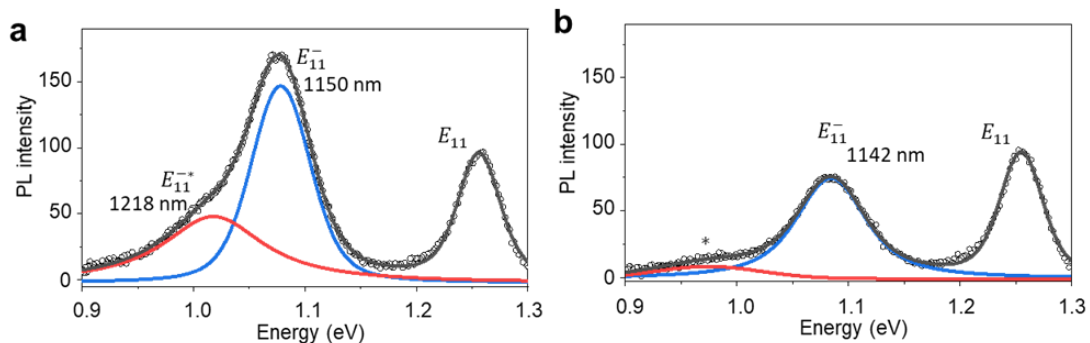 a
PL intensity
150
100
50
0
0.9 1.0 1.1 1.2 1.3
Energy (eV)
E₁₁⁻
1150 nm
E₁₁⁻*
1218 nm
E₁₁
b
PL intensity
150
100
50
0
0.9 1.0 1.1 1.2 1.3
Energy (eV)
*
E₁₁⁻
1142 nm
E₁₁